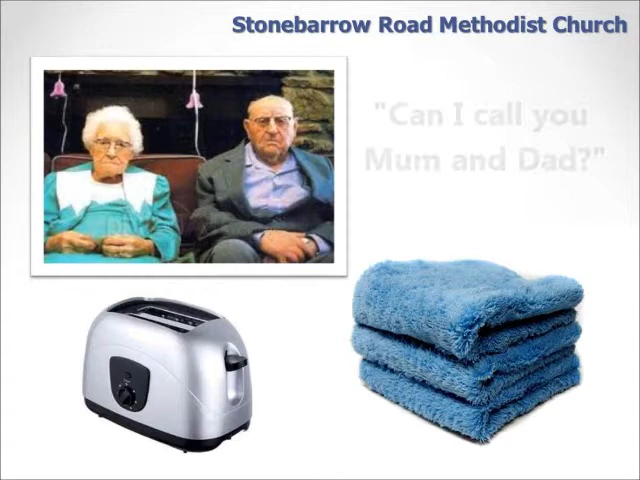 Stonebarrow Road Methodist Church
"Can I call you
Mum and Dad?"